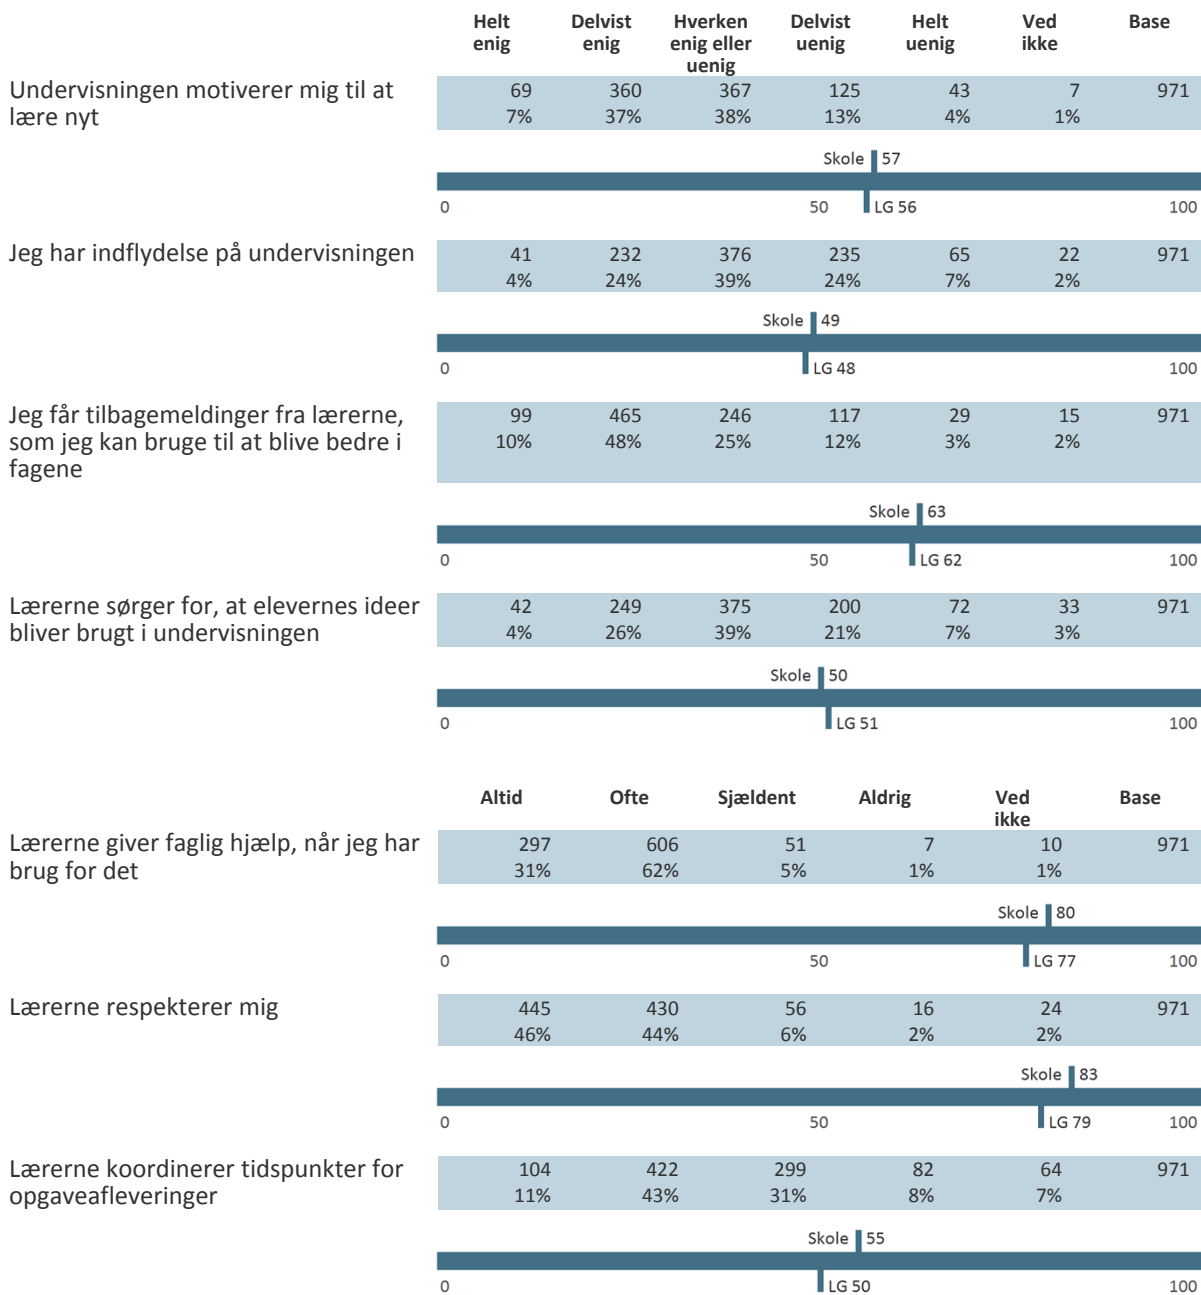 Helt enig Delvist enig Hverken enig eller uenig Delvist uenig Helt uenig Ved ikke Base
Undervisningen motiverer mig til at 69 360 367 125 43 7 971
lære nyt 7% 37% 38% 13% 4% 1%
Skole 57
0 50 LG 56 100
Jeg har indflydelse på undervisningen 41 232 376 235 65 22 971
4% 24% 39% 24% 7% 2%
Skole 49
0 LG 48 100
Jeg får tilbagemeldinger fra lærerne, 99 465 246 117 29 15 971
som jeg kan bruge til at blive bedre i 10% 48% 25% 12% 3% 2%
fagene
Skole 63
0 50 LG 62 100
Lærerne sørger for, at elevernes ideer 42 249 375 200 72 33 971
bliver brugt i undervisningen 4% 26% 39% 21% 7% 3%
Skole 50
0 LG 51 100
Altid Ofte Sjældent Aldrig Ved ikke Base
Lærerne giver faglig hjælp, når jeg har 297 606 51 7 10 971
brug for det 31% 62% 5% 1% 1%
Skole 80
0 50 LG 77 100
Lærerne respekterer mig 445 430 56 16 24 971
46% 44% 6% 2% 2%
Skole 83
0 50 LG 79 100
Lærerne koordinerer tidspunkter for 104 422 299 82 64 971
opgaveafleveringer 11% 43% 31% 8% 7%
Skole 55
0 LG 50 100